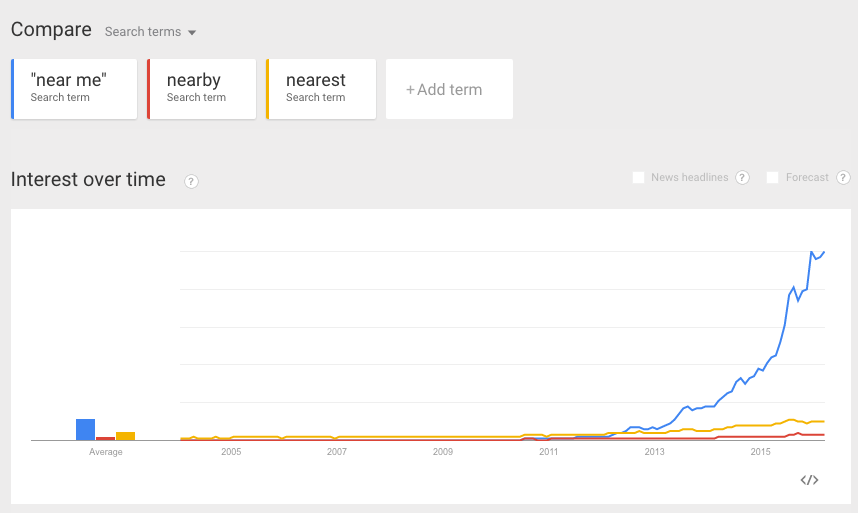 Compare Search terms
"near me" nearby nearest + Add term
Search term Search term Search term
Interest over time ? News headlines ? Forecast ?
Average 2005 2007 2009 2011 2013 2015
</>